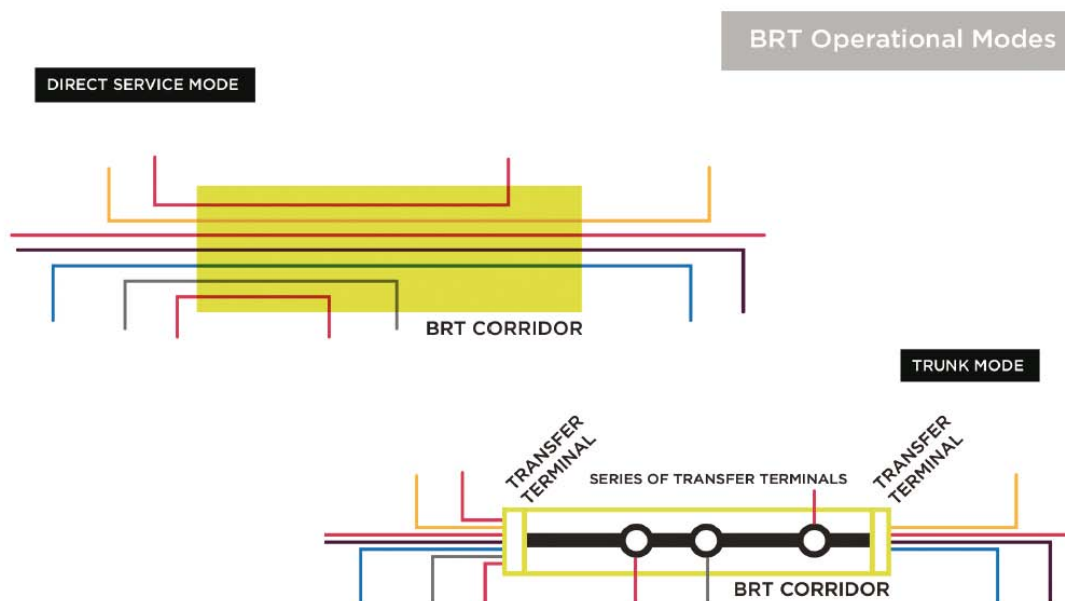 BRT Operational Modes
DIRECT SERVICE MODE
BRT CORRIDOR
TRUNK MODE
TRANSFER
TERMINAL
SERIES OF TRANSFER TERMINALS
TRANSFER
TERMINAL
BRT CORRIDOR